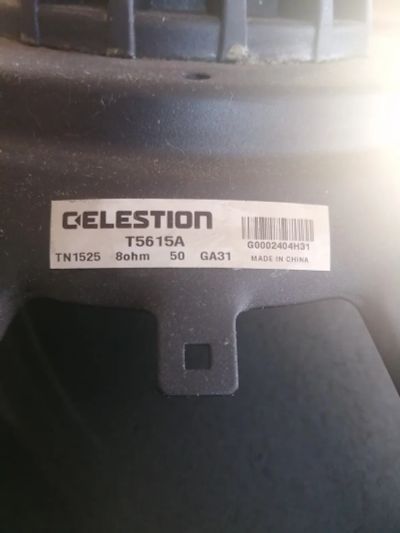 CELESTION
T5615A
G0002404H31
TN1525 8ohm 50 GA31 MADE IN CHINA